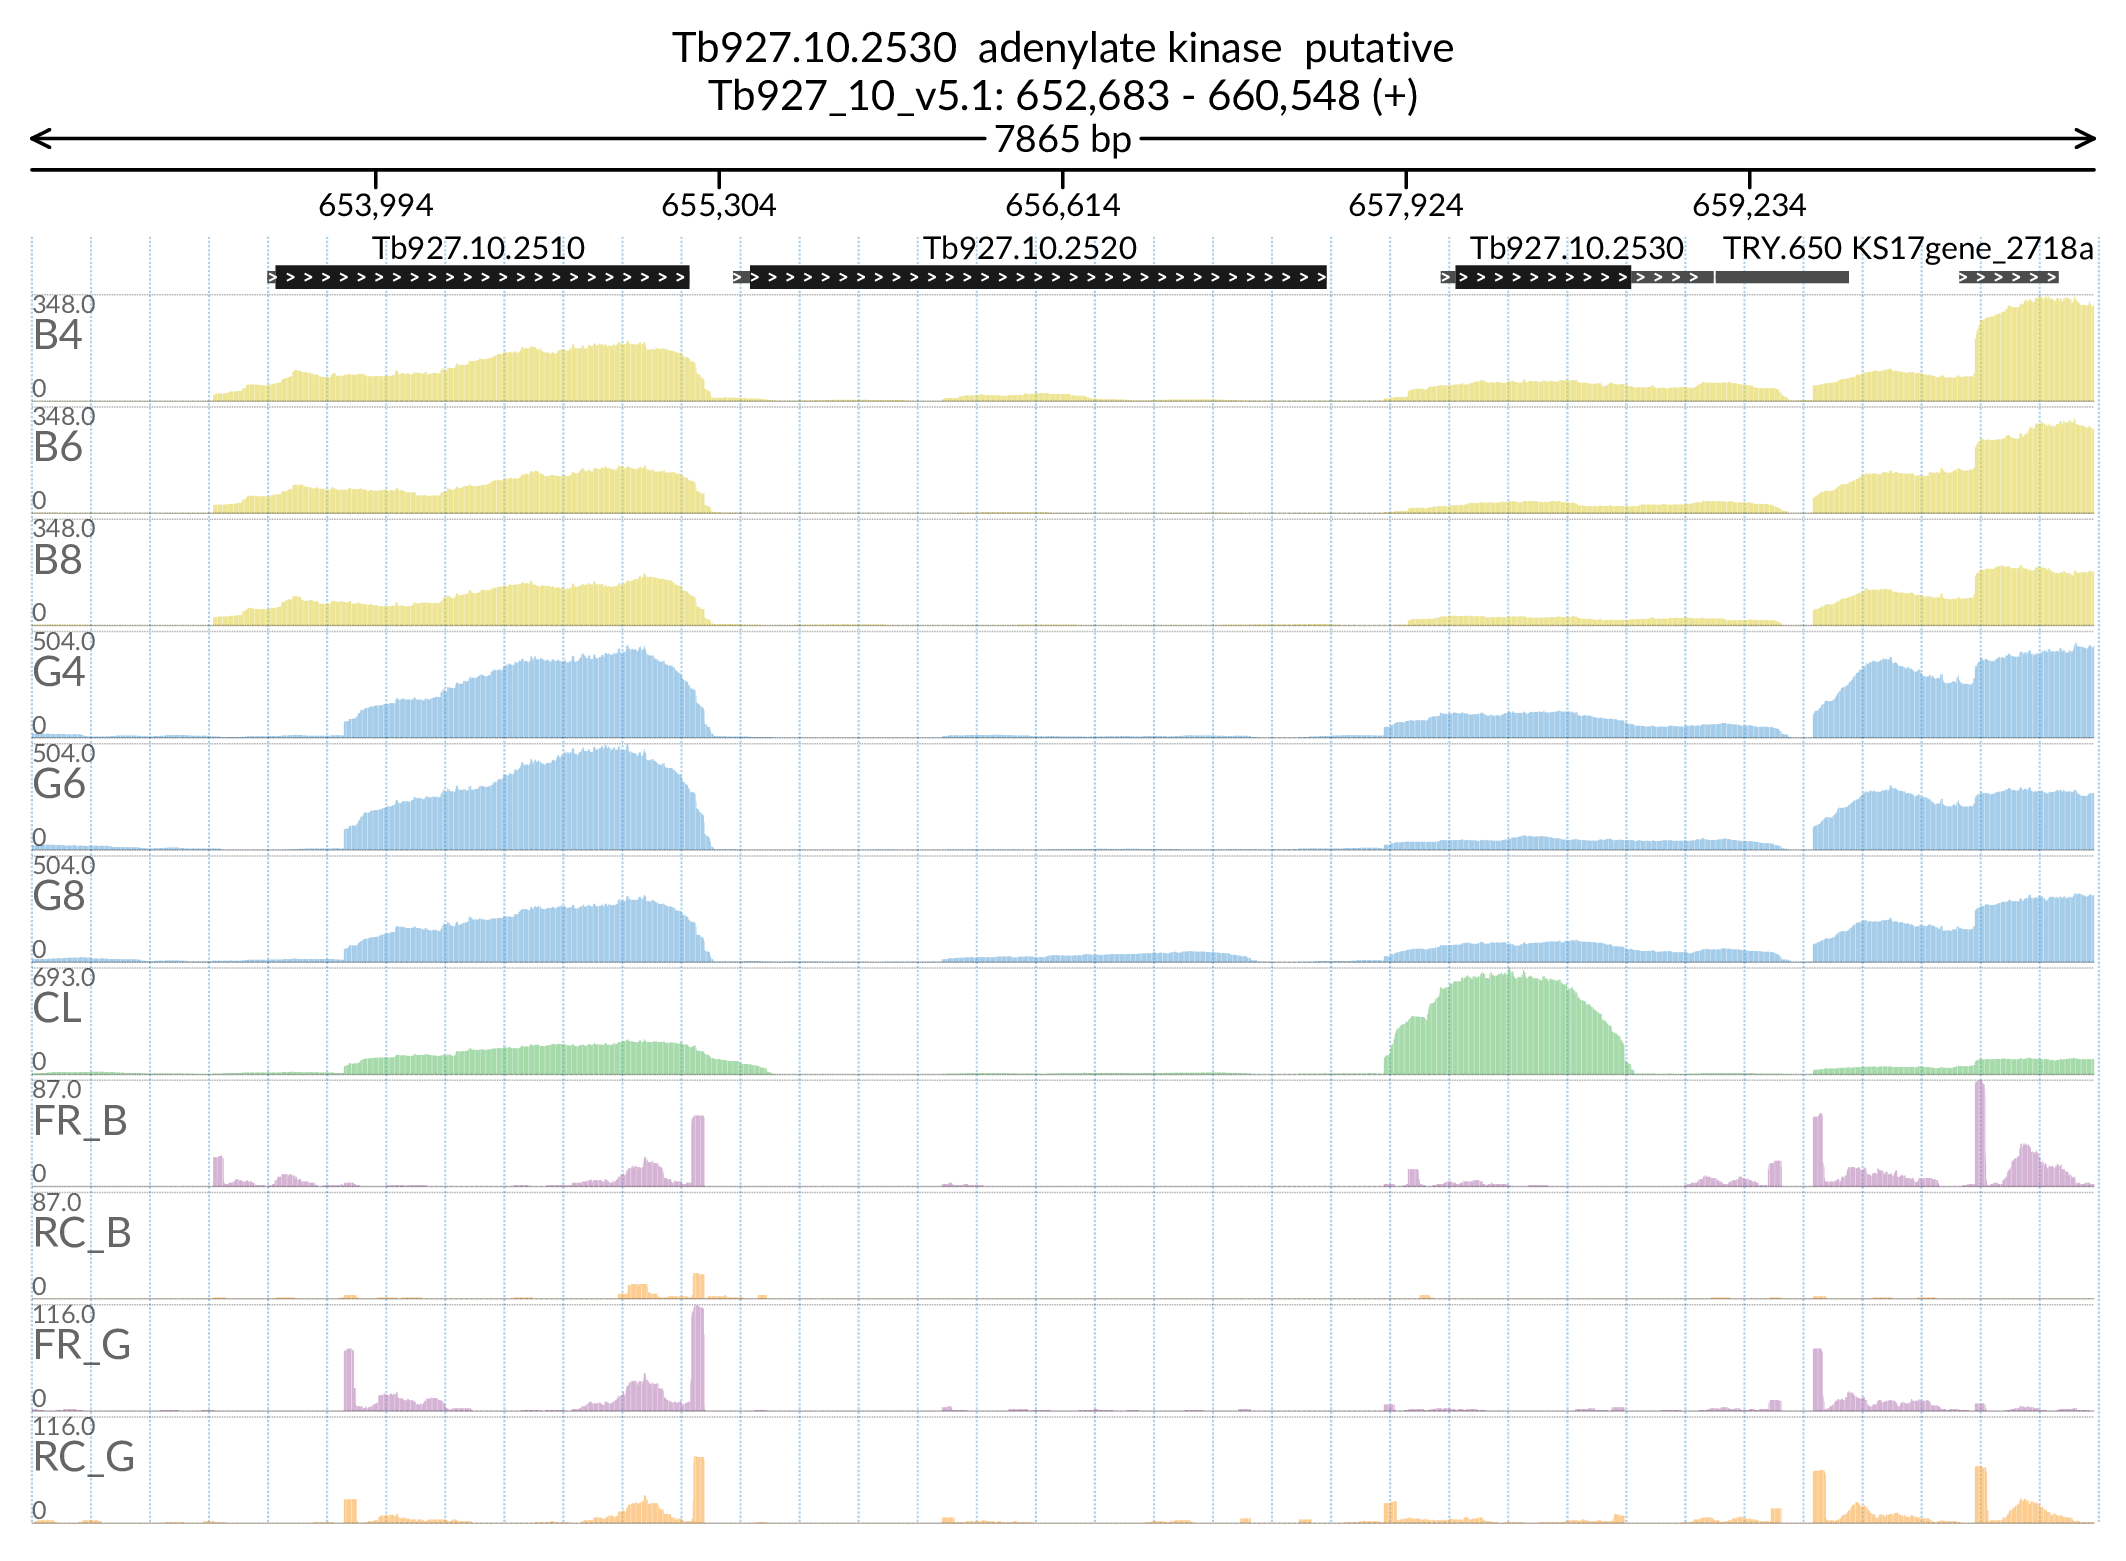 Tb927.10.2530  adenylate kinase  putative
Tb927_10_v5.1: 652,683 - 660,548 (+)
7865 bp
653,994 655,304 656,614 657,924 659,234
Tb927.10.2510 Tb927.10.2520 Tb927.10.2530 TRY.650 KS17gene_2718a
348.0
B4
0
348.0
B6
0
348.0
B8
0
504.0
G4
0
504.0
G6
0
504.0
G8
0
693.0
CL
0
87.0
FR_B
0
87.0
RC_B
0
116.0
FR_G
0
116.0
RC_G
0